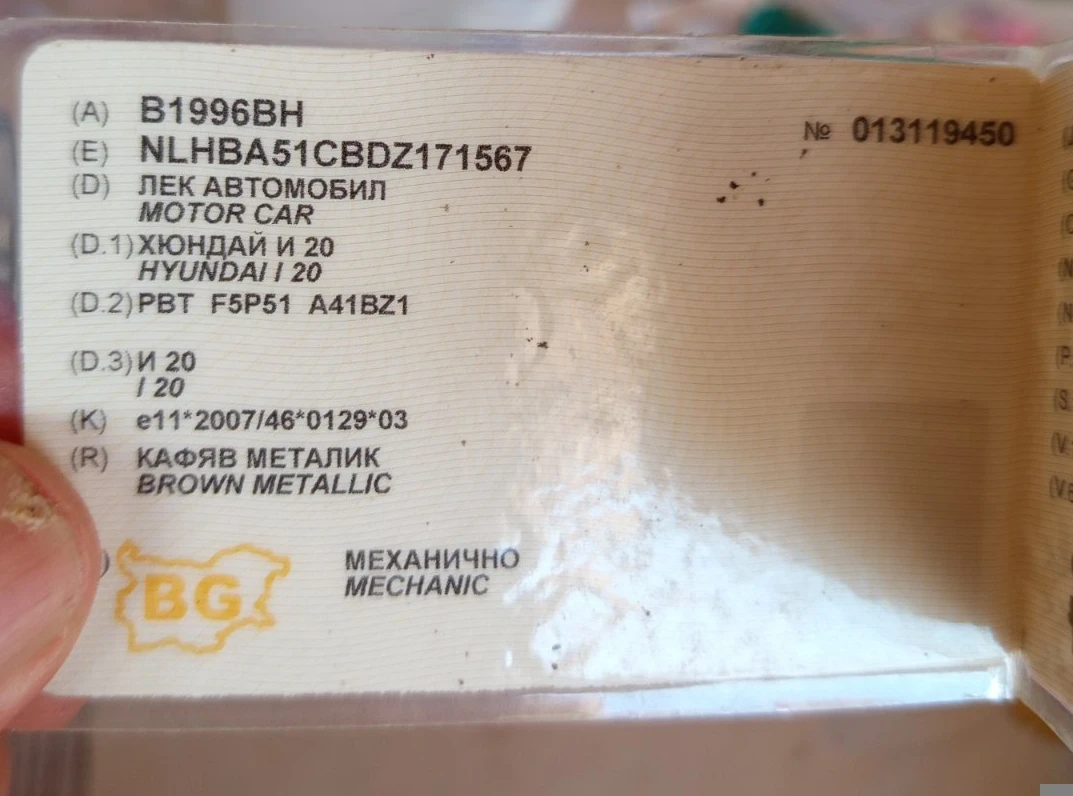 (A) B1996BH
№ 013119450
(E) NLHBA51CBDZ171567
(D) ЛЕК АВТОМОБИЛ
MOTOR CAR
(D.1) ХЮНДАЙ И 20
HYUNDAI I 20
(D.2) PBT F5P51 A41BZ1
(D.3) И 20
I 20
(K) e11*2007/46*0129*03
(R) КАФЯВ МЕТАЛИК
BROWN METALLIC
МЕХАНИЧНО
MECHANIC
BG